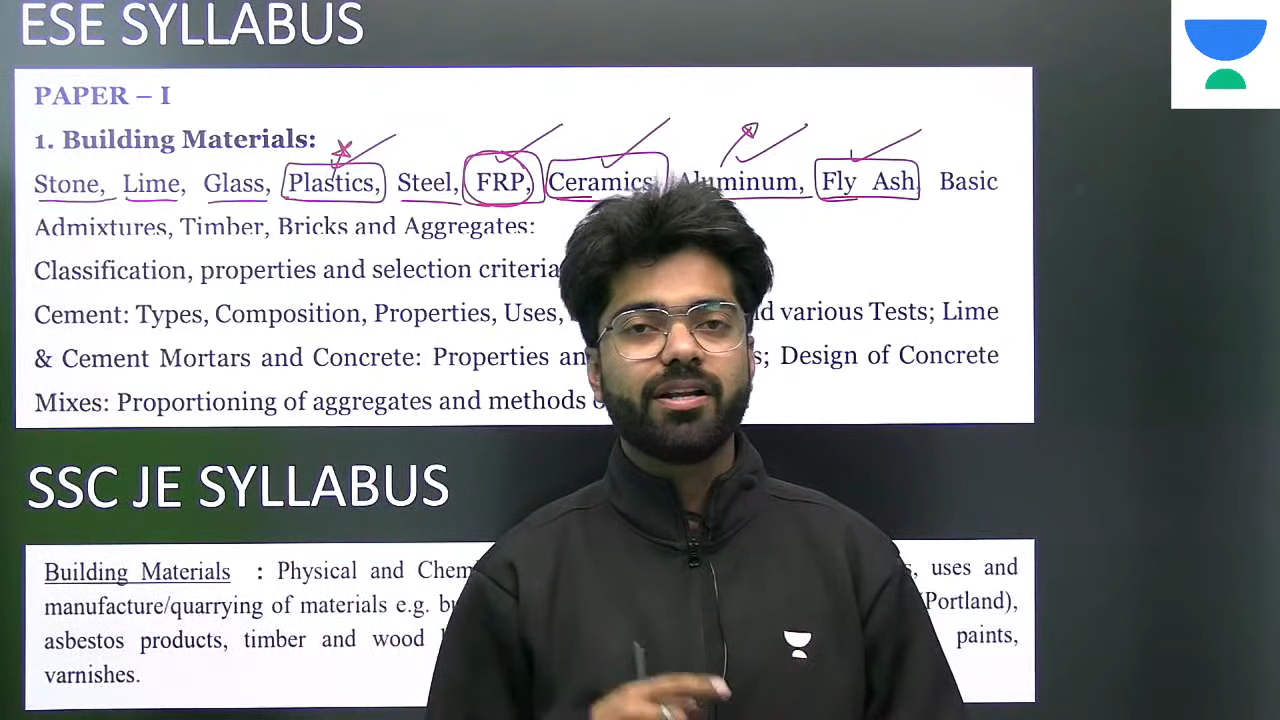 ESE SYLLABUS
PAPER – I
1. Building Materials:
Stone, Lime, Glass, Plastics, Steel, FRP, Ceramics, Aluminum, Fly Ash, Basic
Admixtures, Timber, Bricks and Aggregates:
Classification, properties and selection criteria
Cement: Types, Composition, Properties, Uses, various Tests; Lime
& Cement Mortars and Concrete: Properties Design of Concrete
Mixes: Proportioning of aggregates and methods
SSC JE SYLLABUS
Building Materials : Physical and uses and
manufacture/quarrying of materials e.g. (Portland),
asbestos products, timber and wood paints,
varnishes.